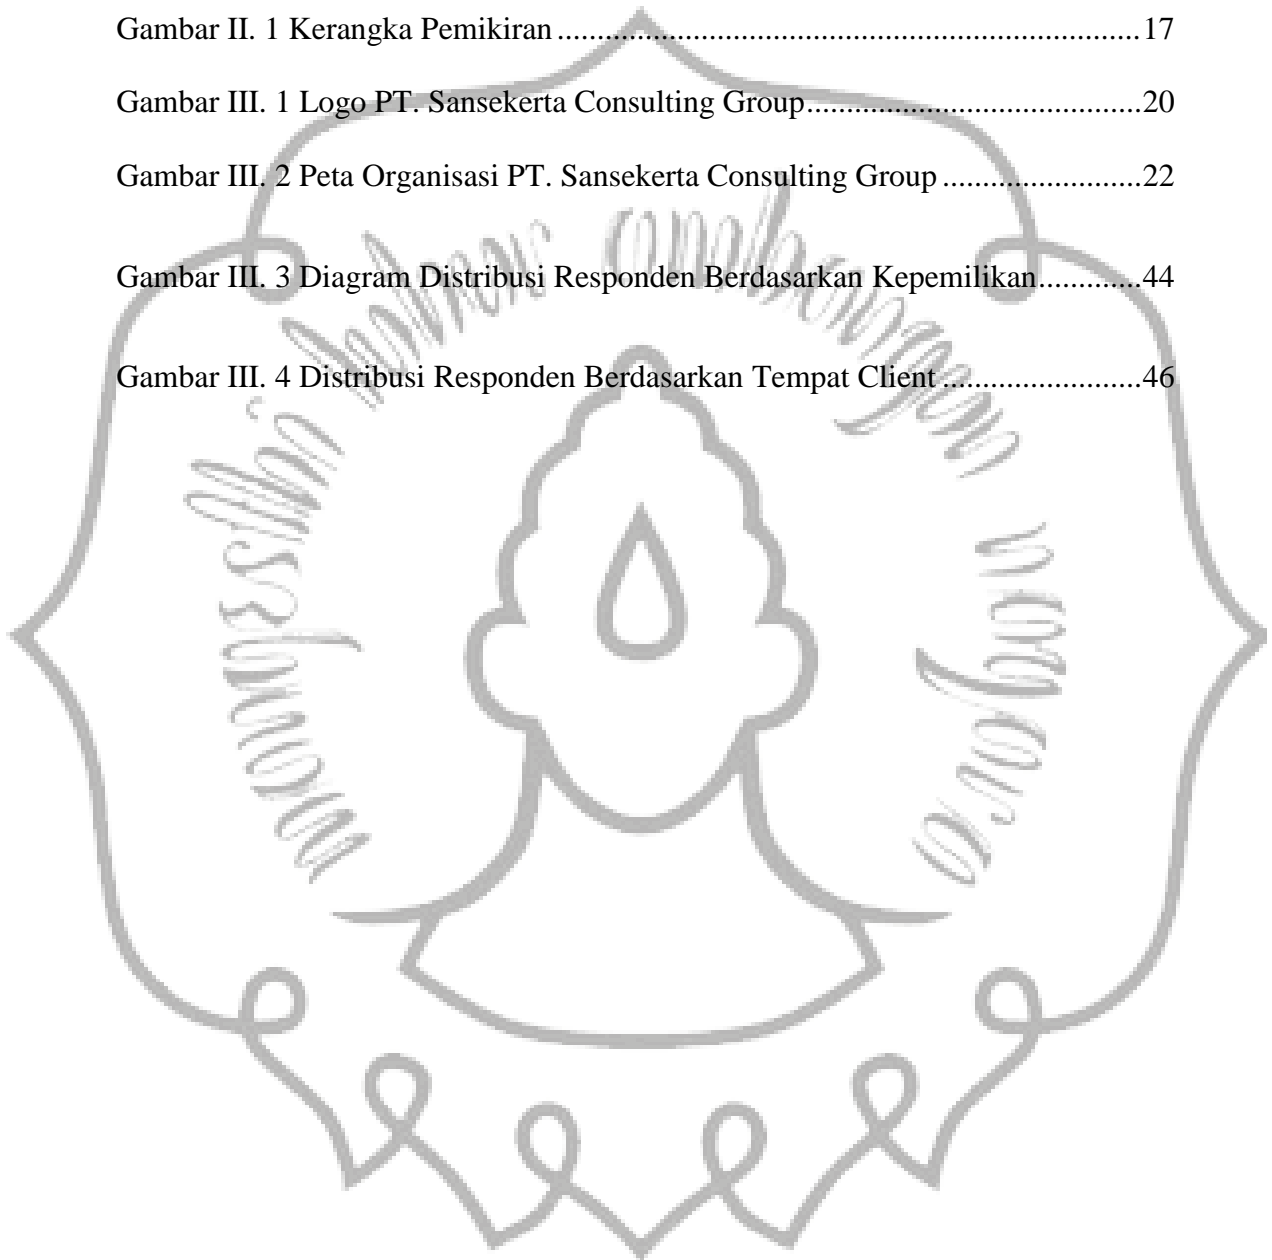 Gambar II. 1 Kerangka Pemikiran ........................................................................ 17
Gambar III. 1 Logo PT. Sansekerta Consulting Group.......................................... 20
Gambar III. 2 Peta Organisasi PT. Sansekerta Consulting Group ......................... 22
Gambar III. 3 Diagram Distribusi Responden Berdasarkan Kepemilikan............. 44
Gambar III. 4 Distribusi Responden Berdasarkan Tempat Client ......................... 46